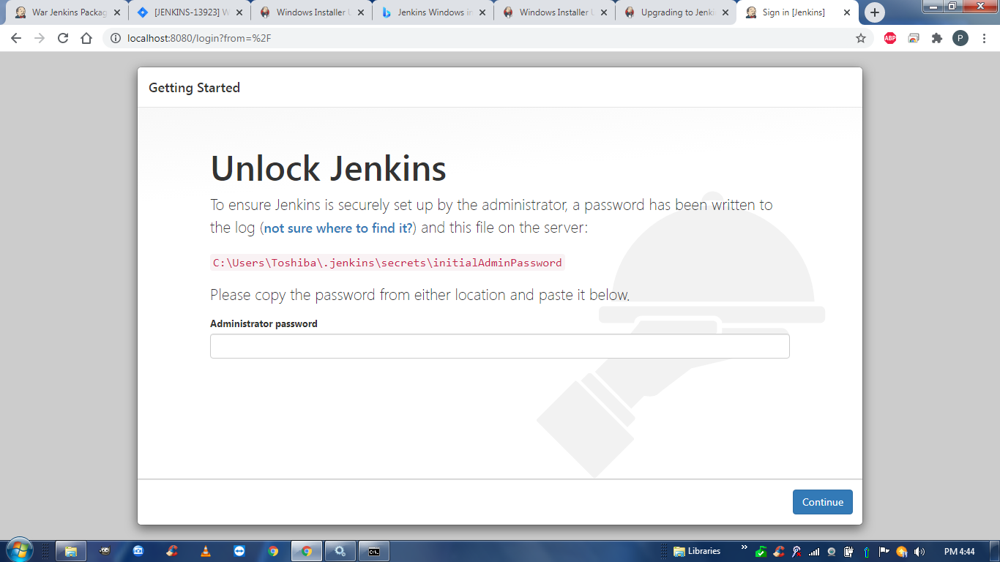 War Jenkins Packag
[JENKINS-13923] W
Windows Installer U
Jenkins Windows in
Windows Installer U
Upgrading to Jenki
Sign in [Jenkins]
localhost:8080/login?from=%2F
ABP
P
Getting Started
Unlock Jenkins
To ensure Jenkins is securely set up by the administrator, a password has been written to
the log (not sure where to find it?) and this file on the server:
C:\Users\Toshiba\.jenkins\secrets\initialAdminPassword
Please copy the password from either location and paste it below.
Administrator password
Continue
Libraries
PM 4:44